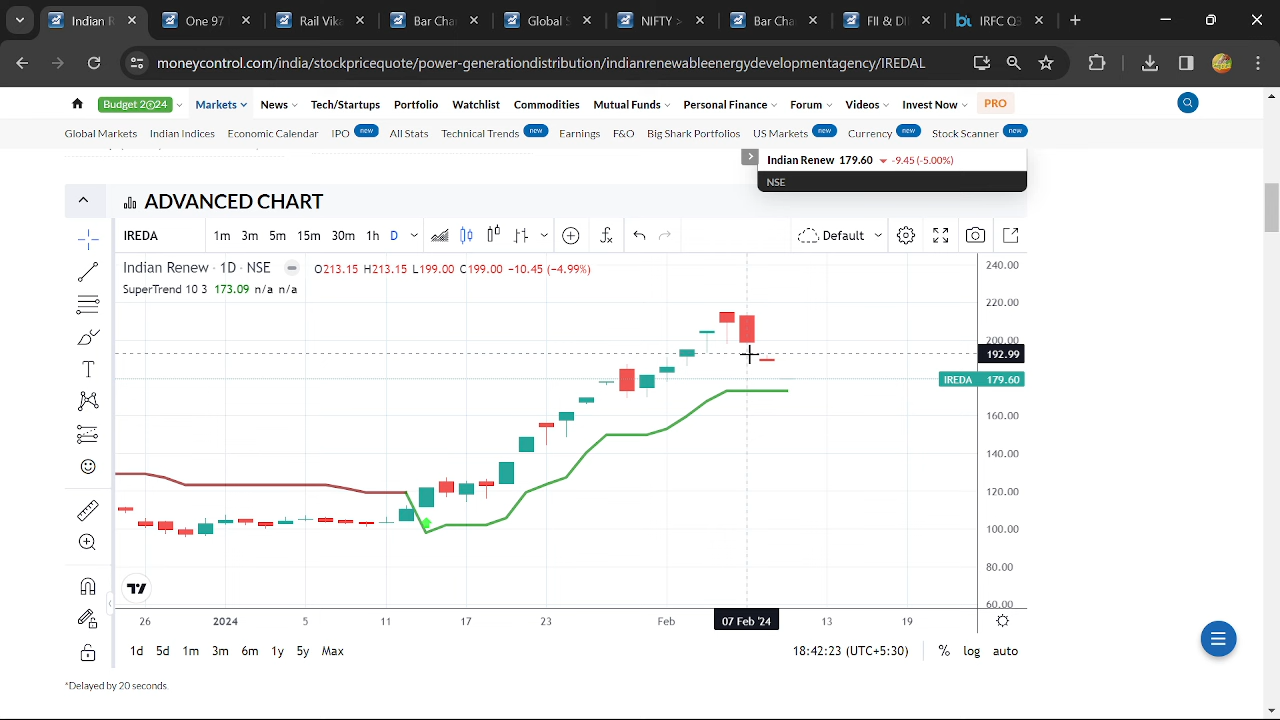 Indian R
One 97
Rail Vika
Bar Char
Global S
NIFTY >
Bar Cha
FII & DI
IRFC Q3
moneycontrol.com/india/stockpricequote/power-generationdistribution/indianrenewableenergydevelopmentagency/IREDAL
Budget 2024 Markets News Tech/Startups Portfolio Watchlist Commodities Mutual Funds Personal Finance Forum Videos Invest Now PRO
Global Markets Indian Indices Economic Calendar IPO new All Stats Technical Trends new Earnings F&O Big Shark Portfolios US Markets new Currency new Stock Scanner new
Indian Renew 179.60 -9.45 (-5.00%)
NSE
ADVANCED CHART
IREDA 1m 3m 5m 15m 30m 1h D Default
Indian Renew · 1D · NSE O213.15 H213.15 L199.00 C199.00 -10.45 (-4.99%)
SuperTrend 10 3 173.09 n/a n/a
240.00
220.00
200.00
192.99
IREDA 179.60
160.00
140.00
120.00
100.00
80.00
60.00
26 2024 5 11 17 23 Feb 07 Feb '24 13 19
1d 5d 1m 3m 6m 1y 5y Max 18:42:23 (UTC+5:30) % log auto
*Delayed by 20 seconds.